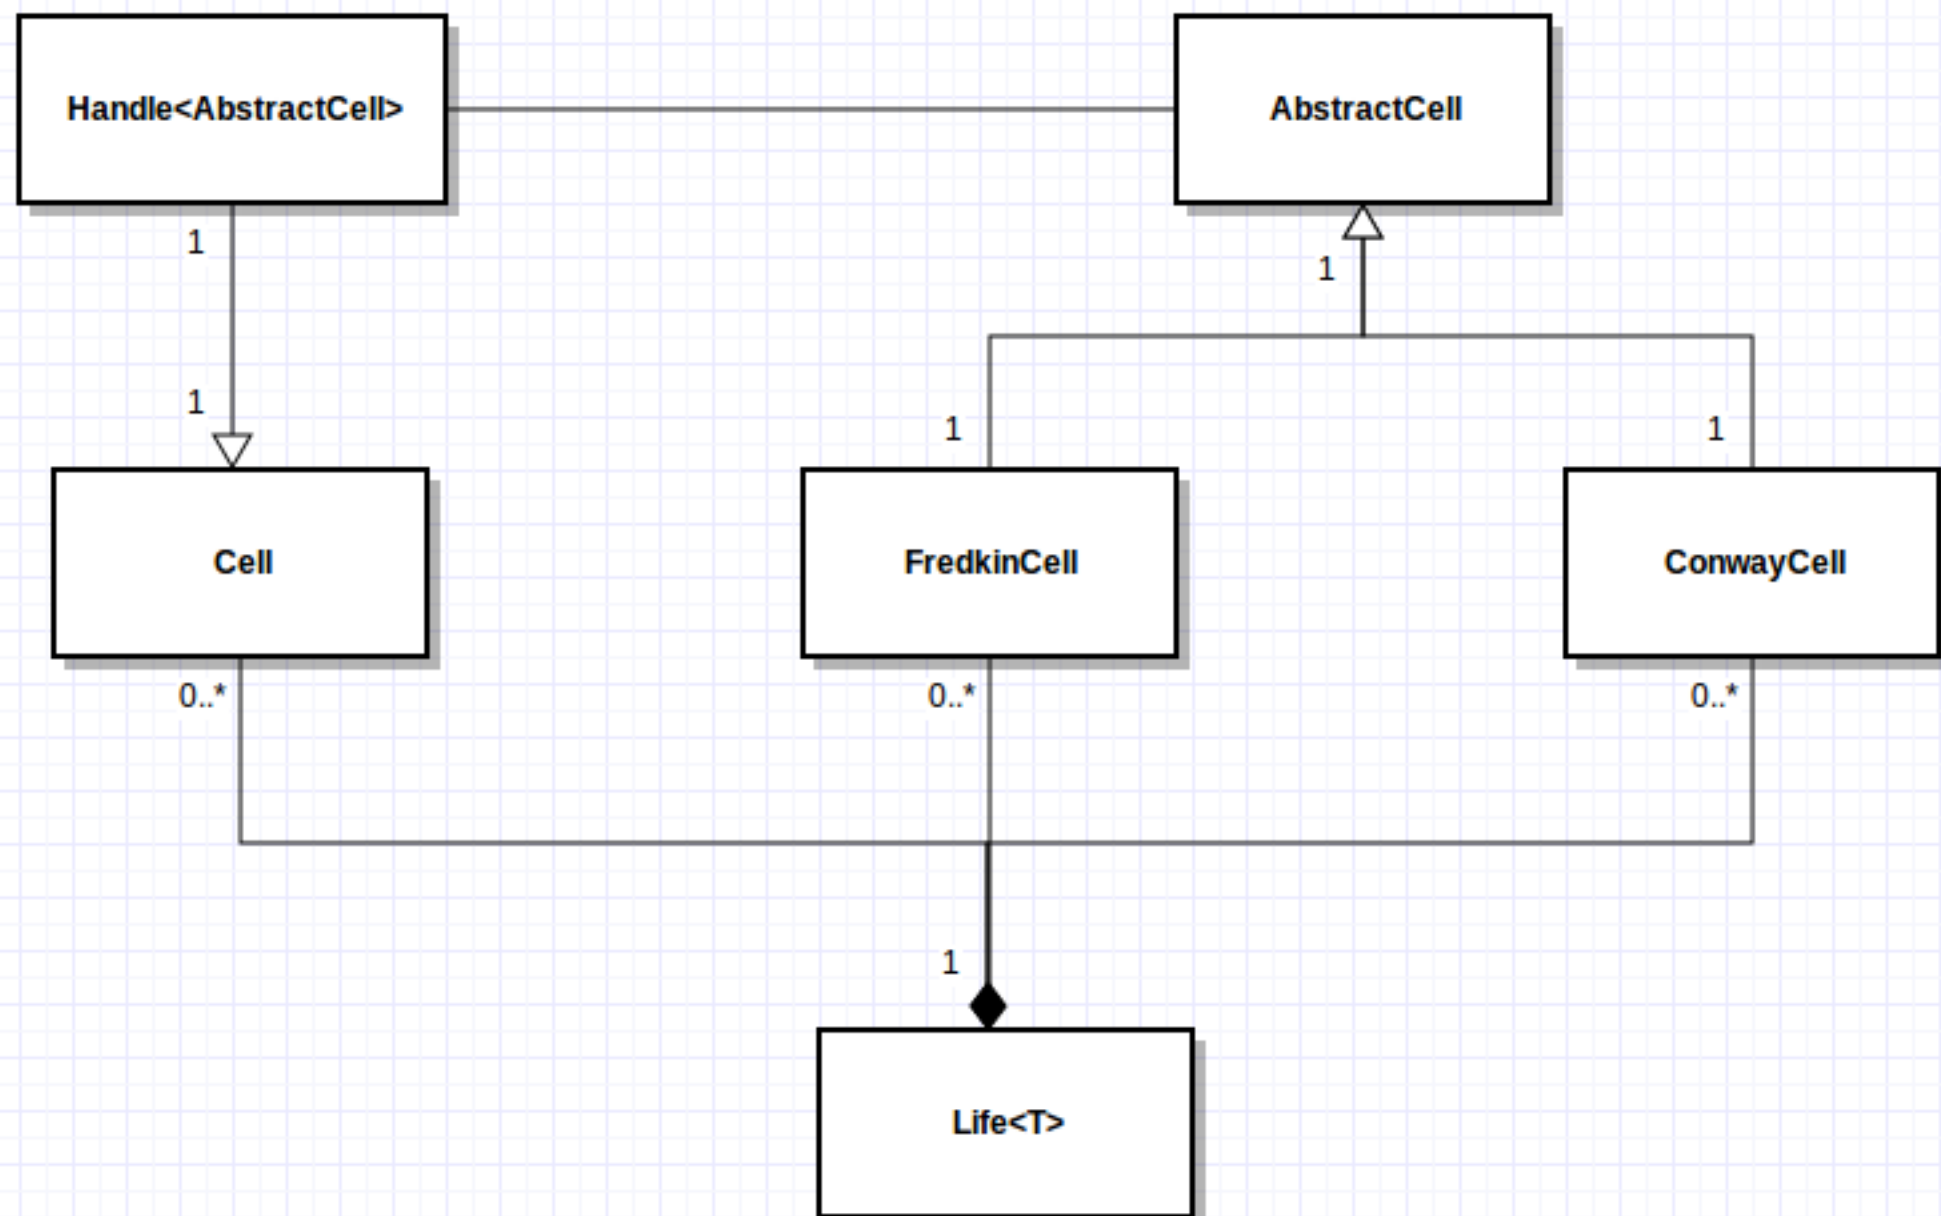 Handle<AbstractCell>
AbstractCell
1
1
1
1
1
Cell
FredkinCell
ConwayCell
0..*
0..*
0..*
1
Life<T>